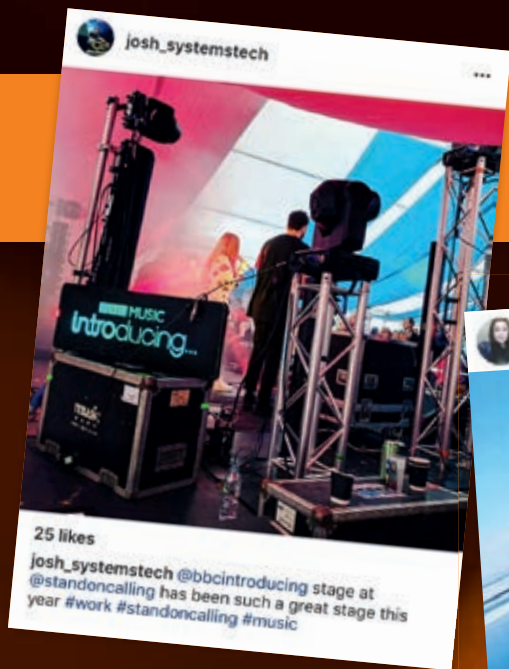 josh_systemstech
BBC MUSIC
introducing...
MUSIC
25 likes
josh_systemstech @bbcintroducing stage at
@standoncalling has been such a great stage this
year #work #standoncalling #music